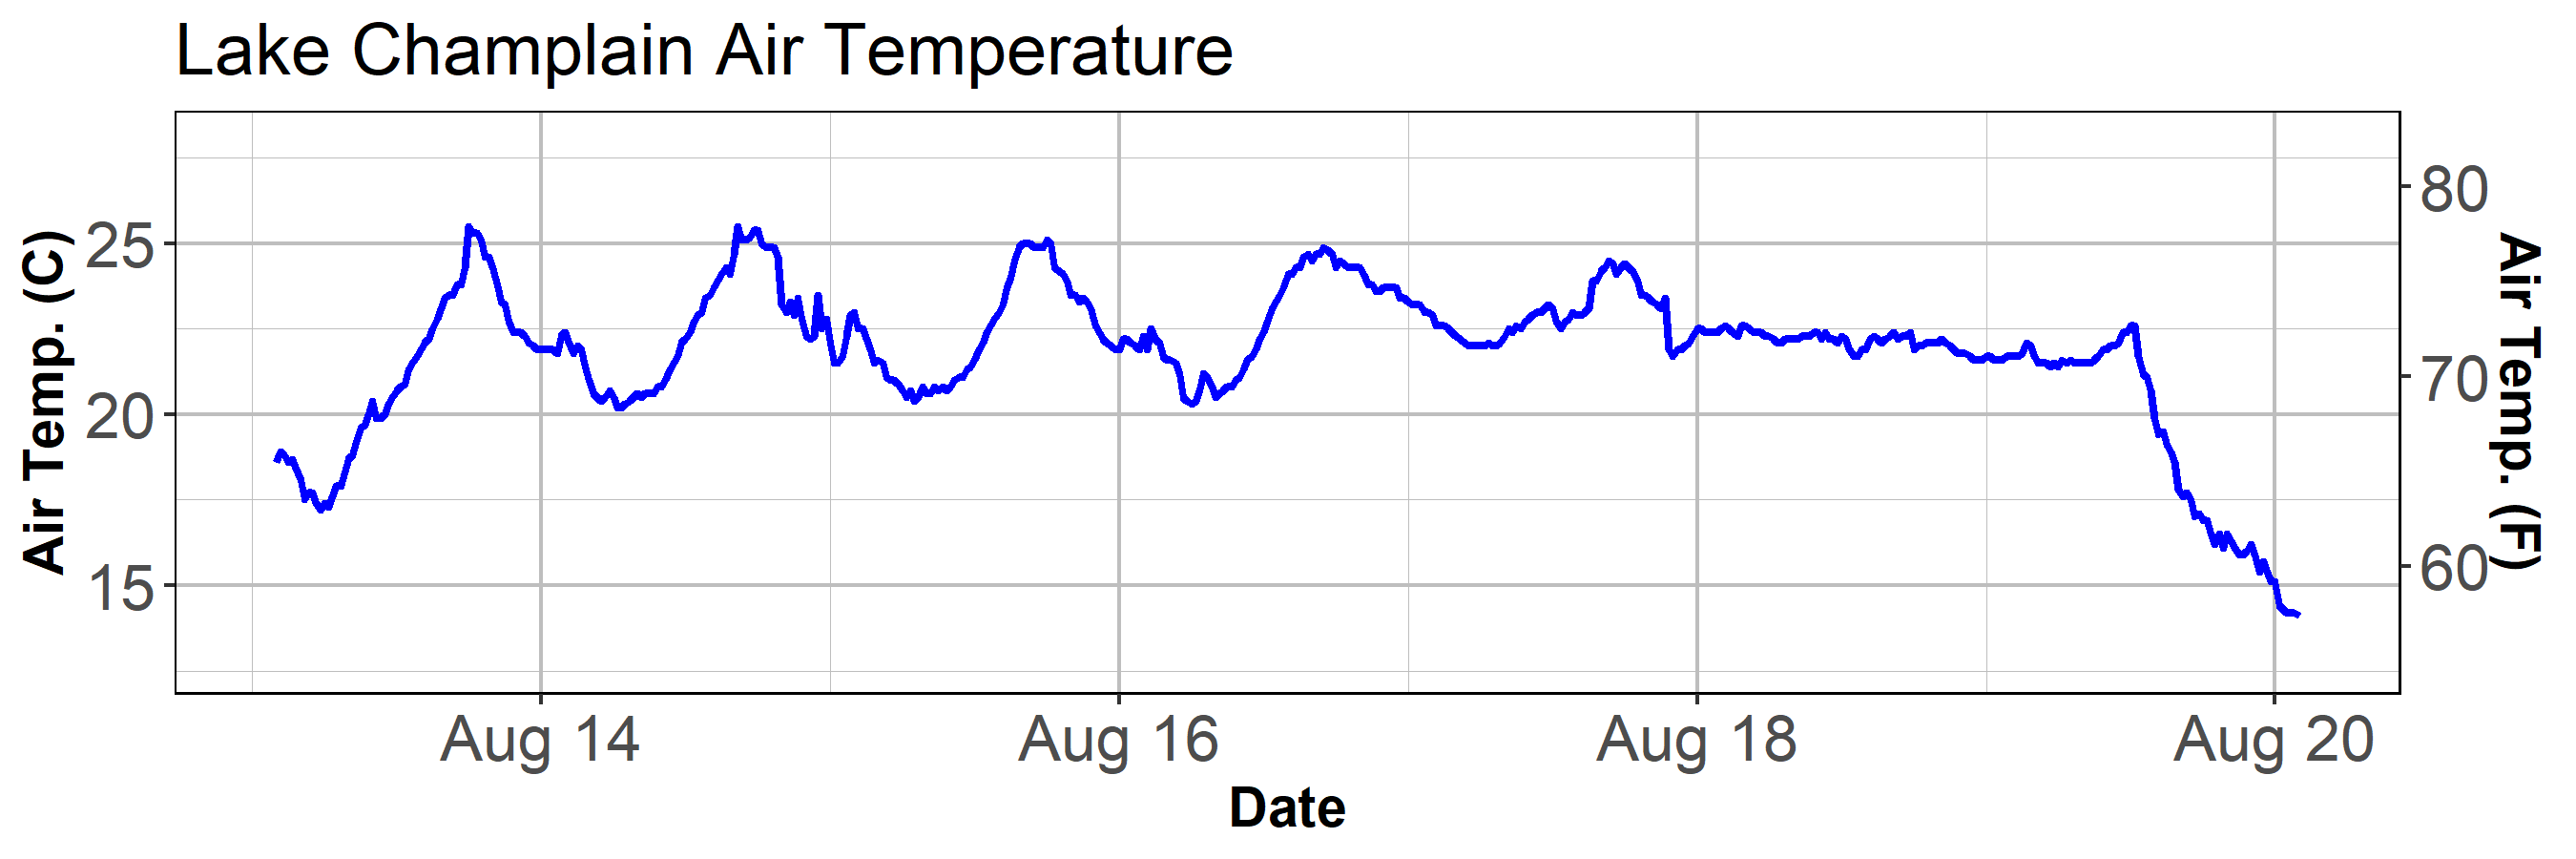 Lake Champlain Air Temperature
Air Temp. (C)
25
20
15
80
70
60
Air Temp. (F)
Aug 14
Aug 16
Aug 18
Aug 20
Date